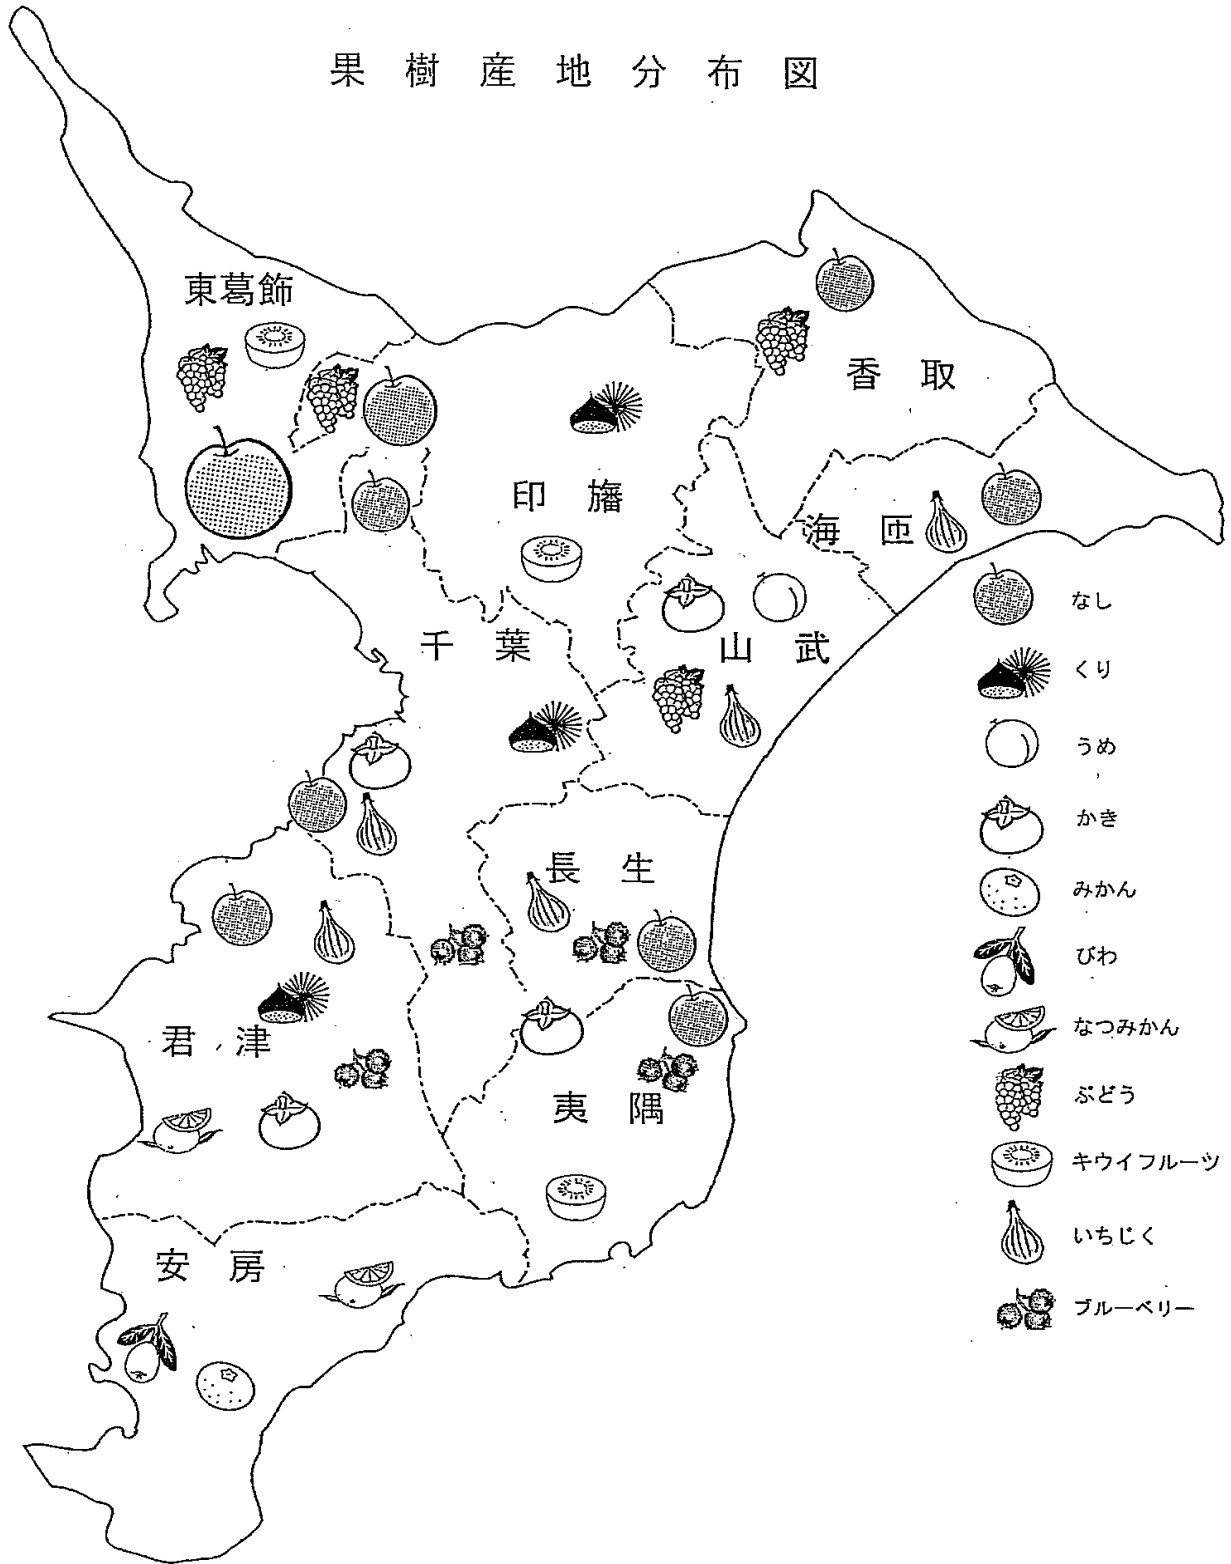 果樹産地分布図
東葛飾
香取
印旛
海匝
千葉
山武
長生
君津
夷隅
安房
なし
くり
うめ
かき
みかん
びわ
なつみかん
ぶどう
キウイフルーツ
いちじく
ブルーベリー